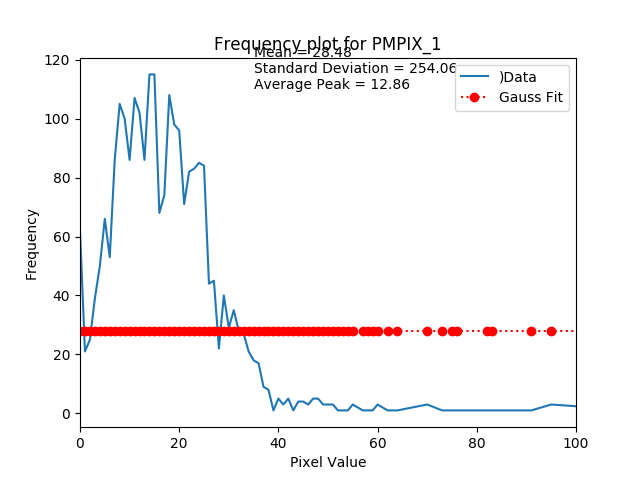 Frequency plot for PMPIX_1
Mean = 28.48
Standard Deviation = 254.06
Average Peak = 12.86
)Data
Gauss Fit
120
100
80
60
40
20
0
Frequency
0 20 40 60 80 100
Pixel Value